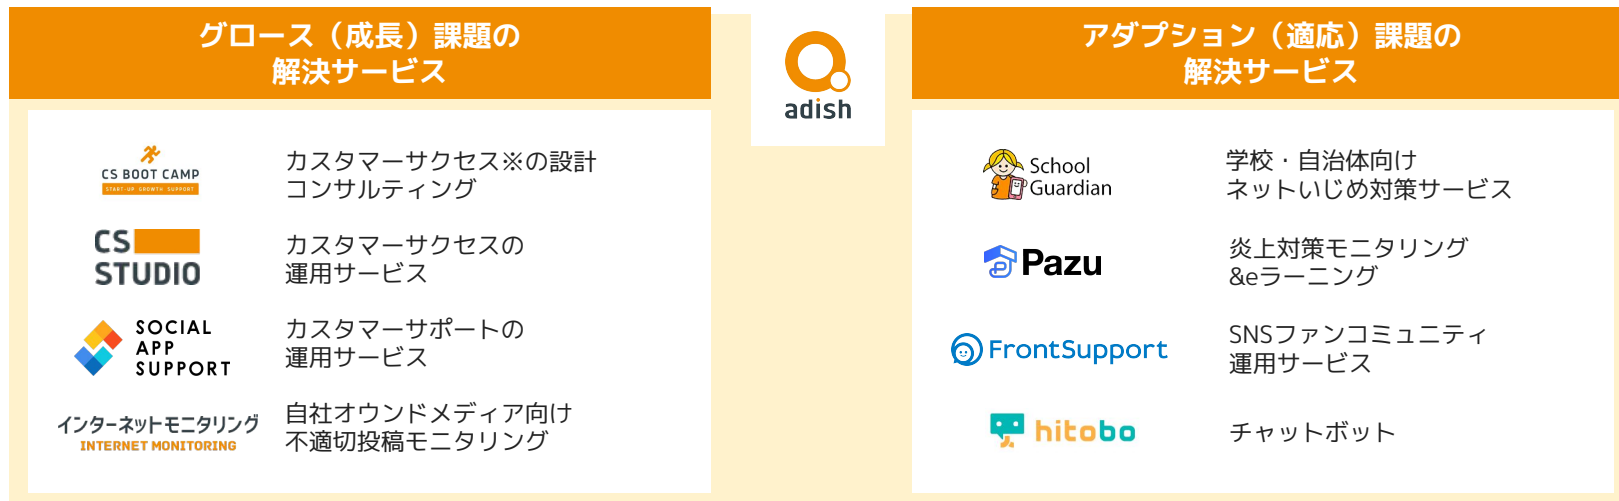 グロース（成長）課題の
解決サービス
CS BOOT CAMP
START-UP GROWTH SUPPORT
カスタマーサクセス※の設計
コンサルティング
CS
STUDIO
カスタマーサクセスの
運用サービス
SOCIAL
APP
SUPPORT
カスタマーサポートの
運用サービス
インターネットモニタリング
INTERNET MONITORING
自社オウンドメディア向け
不適切投稿モニタリング
adish
アダプション（適応）課題の
解決サービス
School
Guardian
学校・自治体向け
ネットいじめ対策サービス
Pazu
炎上対策モニタリング
&eラーニング
FrontSupport
SNSファンコミュニティ
運用サービス
hitobo
チャットボット